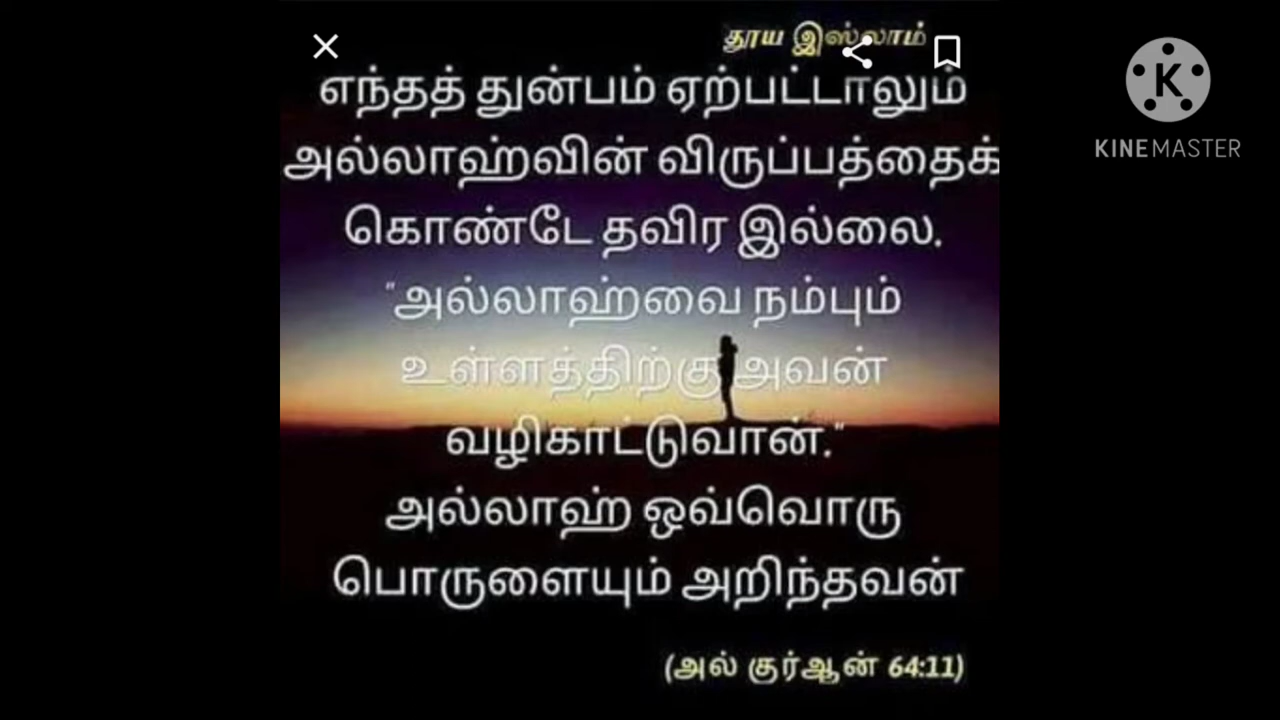 தூய இஸ்லாம்
எந்தத் துன்பம் ஏற்பட்டாலும்
அல்லாஹ்வின் விருப்பத்தைக்
கொண்டே தவிர இல்லை.
"அல்லாஹ்வை நம்பும்
உள்ளத்திற்கு அவன்
வழிகாட்டுவான்."
அல்லாஹ் ஒவ்வொரு
பொருளையும் அறிந்தவன்
(அல் குர்ஆன் 64:11)
K
KINEMASTER